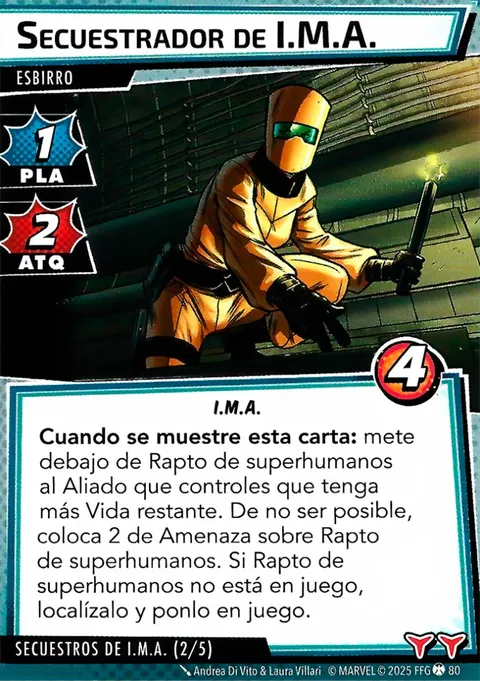 SECUESTRADOR DE I.M.A.
ESBIRRO
1
PLA
2
ATQ
4
I.M.A.
Cuando se muestre esta carta: mete
debajo de Rapto de superhumanos
al Aliado que controles que tenga
más Vida restante. De no ser posible,
coloca 2 de Amenaza sobre Rapto
de superhumanos. Si Rapto de
superhumanos no está en juego,
localízalo y ponlo en juego.
SECUESTROS DE I.M.A. (2/5)
Andrea Di Vito & Laura Villari © MARVEL © 2025 FFG 80